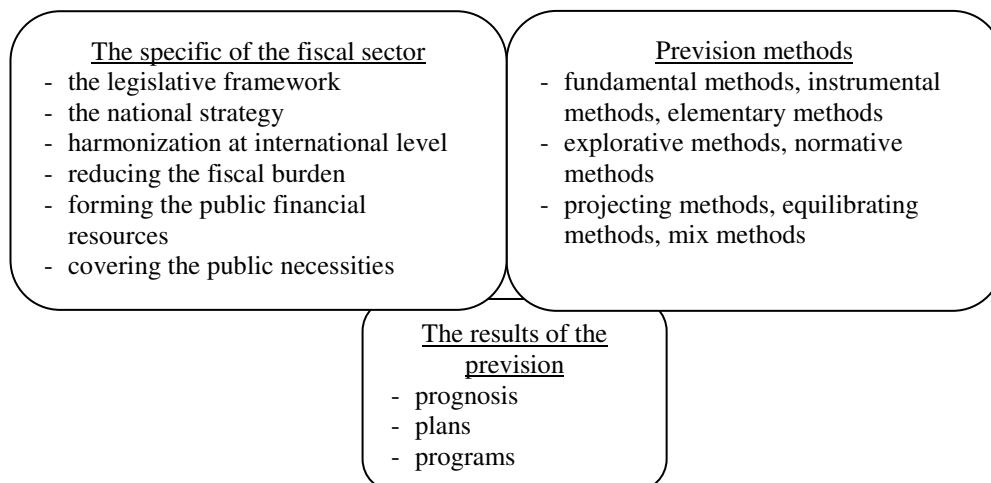 The specific of the fiscal sector
- the legislative framework
- the national strategy
- harmonization at international level
- reducing the fiscal burden
- forming the public financial
resources
- covering the public necessities
Prevision methods
- fundamental methods, instrumental
methods, elementary methods
- explorative methods, normative
methods
- projecting methods, equilibrating
methods, mix methods
The results of the
prevision
- prognosis
- plans
- programs